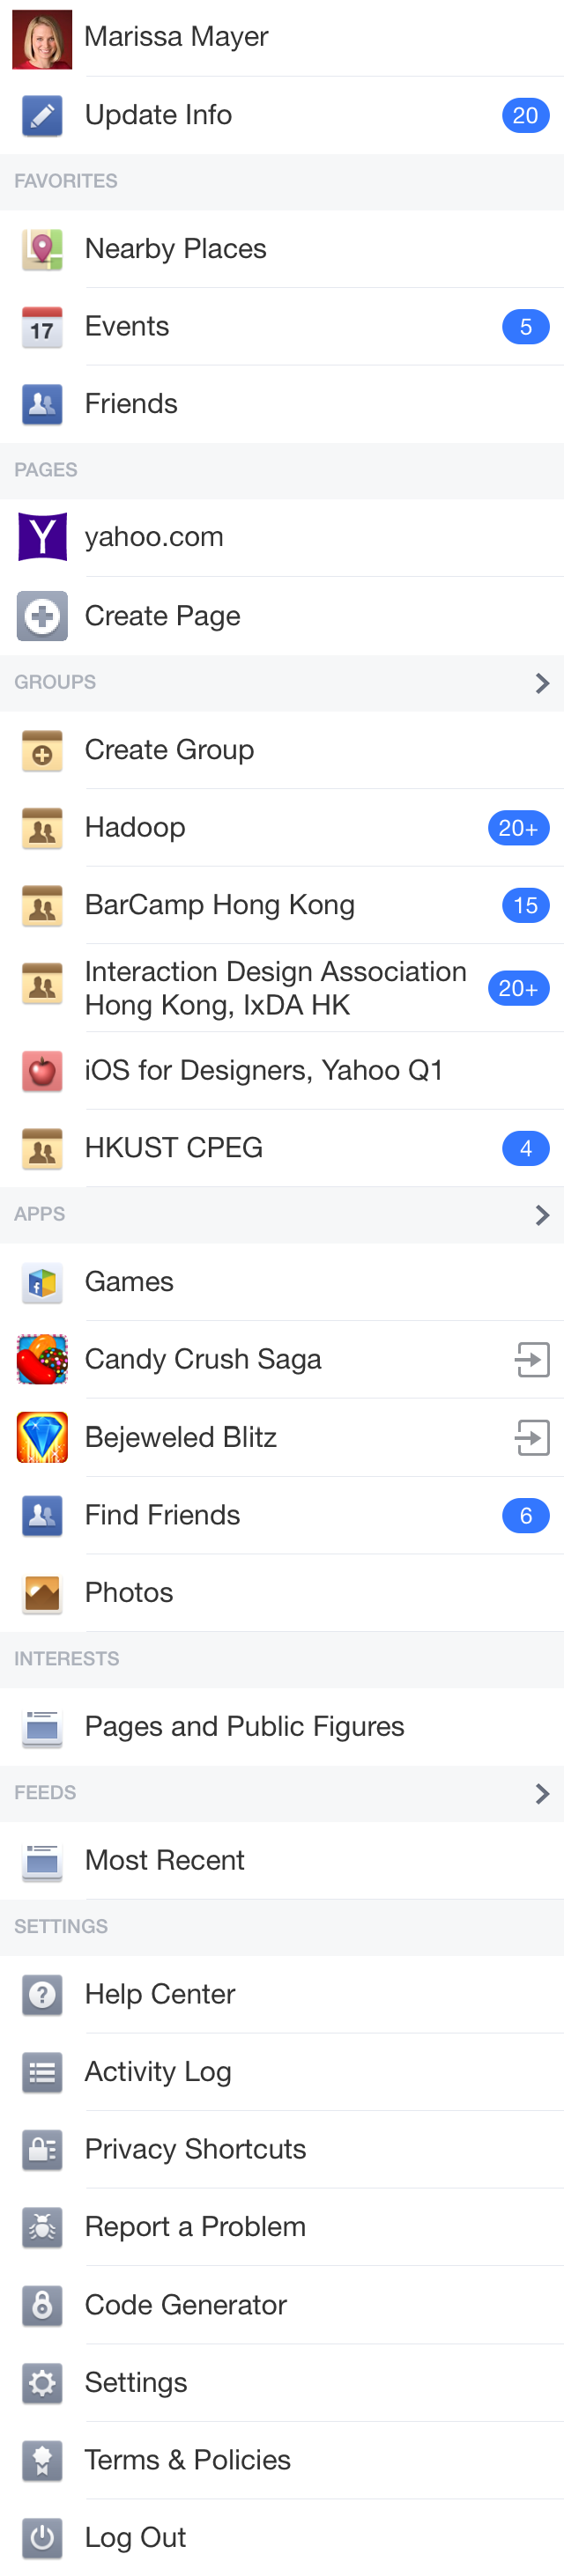 Marissa Mayer
Update Info 20
FAVORITES
Nearby Places
17 Events 5
Friends
PAGES
Y yahoo.com
Create Page
GROUPS
Create Group
Hadoop 20+
BarCamp Hong Kong 15
Interaction Design Association
Hong Kong, IxDA HK 20+
iOS for Designers, Yahoo Q1
HKUST CPEG 4
APPS
f Games
Candy Crush Saga
Bejeweled Blitz
Find Friends 6
Photos
INTERESTS
Pages and Public Figures
FEEDS
Most Recent
SETTINGS
? Help Center
Activity Log
Privacy Shortcuts
Report a Problem
Code Generator
Settings
Terms & Policies
Log Out